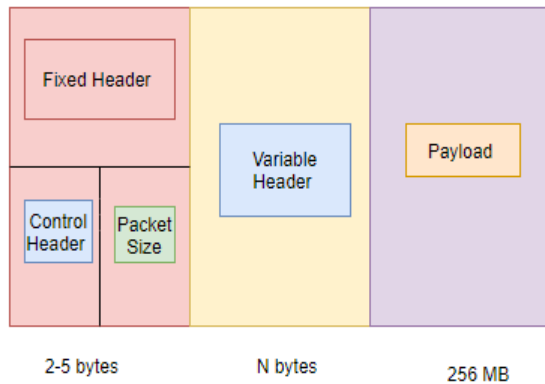 Fixed Header
Control
Header
Packet
Size
Variable
Header
Payload
2-5 bytes
N bytes
256 MB